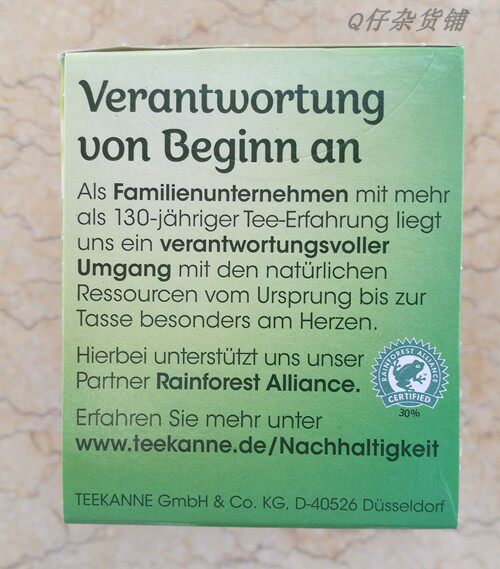 Q仔杂货铺
Verantwortung
von Beginn an
Als Familienunternehmen mit mehr
als 130-jähriger Tee-Erfahrung liegt
uns ein verantwortungsvoller
Umgang mit den natürlichen
Ressourcen vom Ursprung bis zur
Tasse besonders am Herzen.
Hierbei unterstützt uns unser
Partner Rainforest Alliance.
RAINFOREST ALLIANCE
CERTIFIED
30%
Erfahren Sie mehr unter
www.teekanne.de/Nachhaltigkeit
TEEKANNE GmbH & Co. KG, D-40526 Düsseldorf